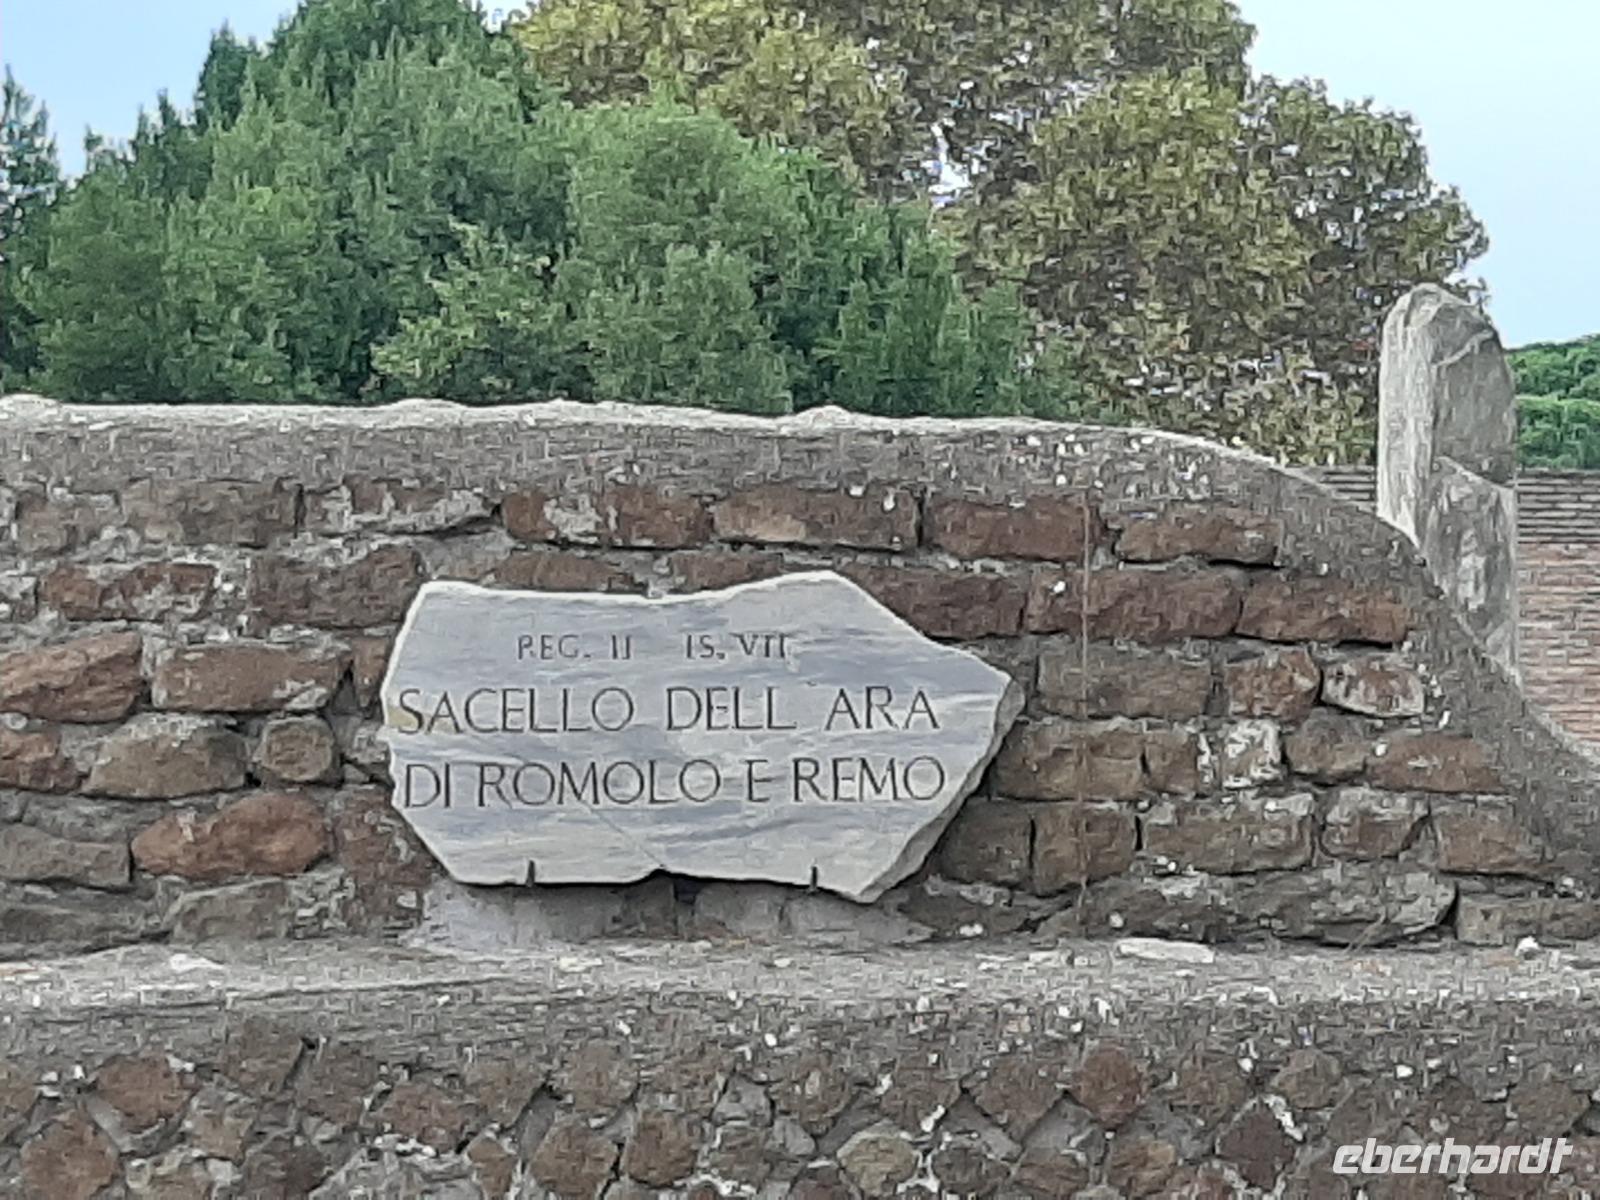 REG. II IS. VII
SACELLO DELL' ARA
DI ROMOLO E REMO
eberhardt